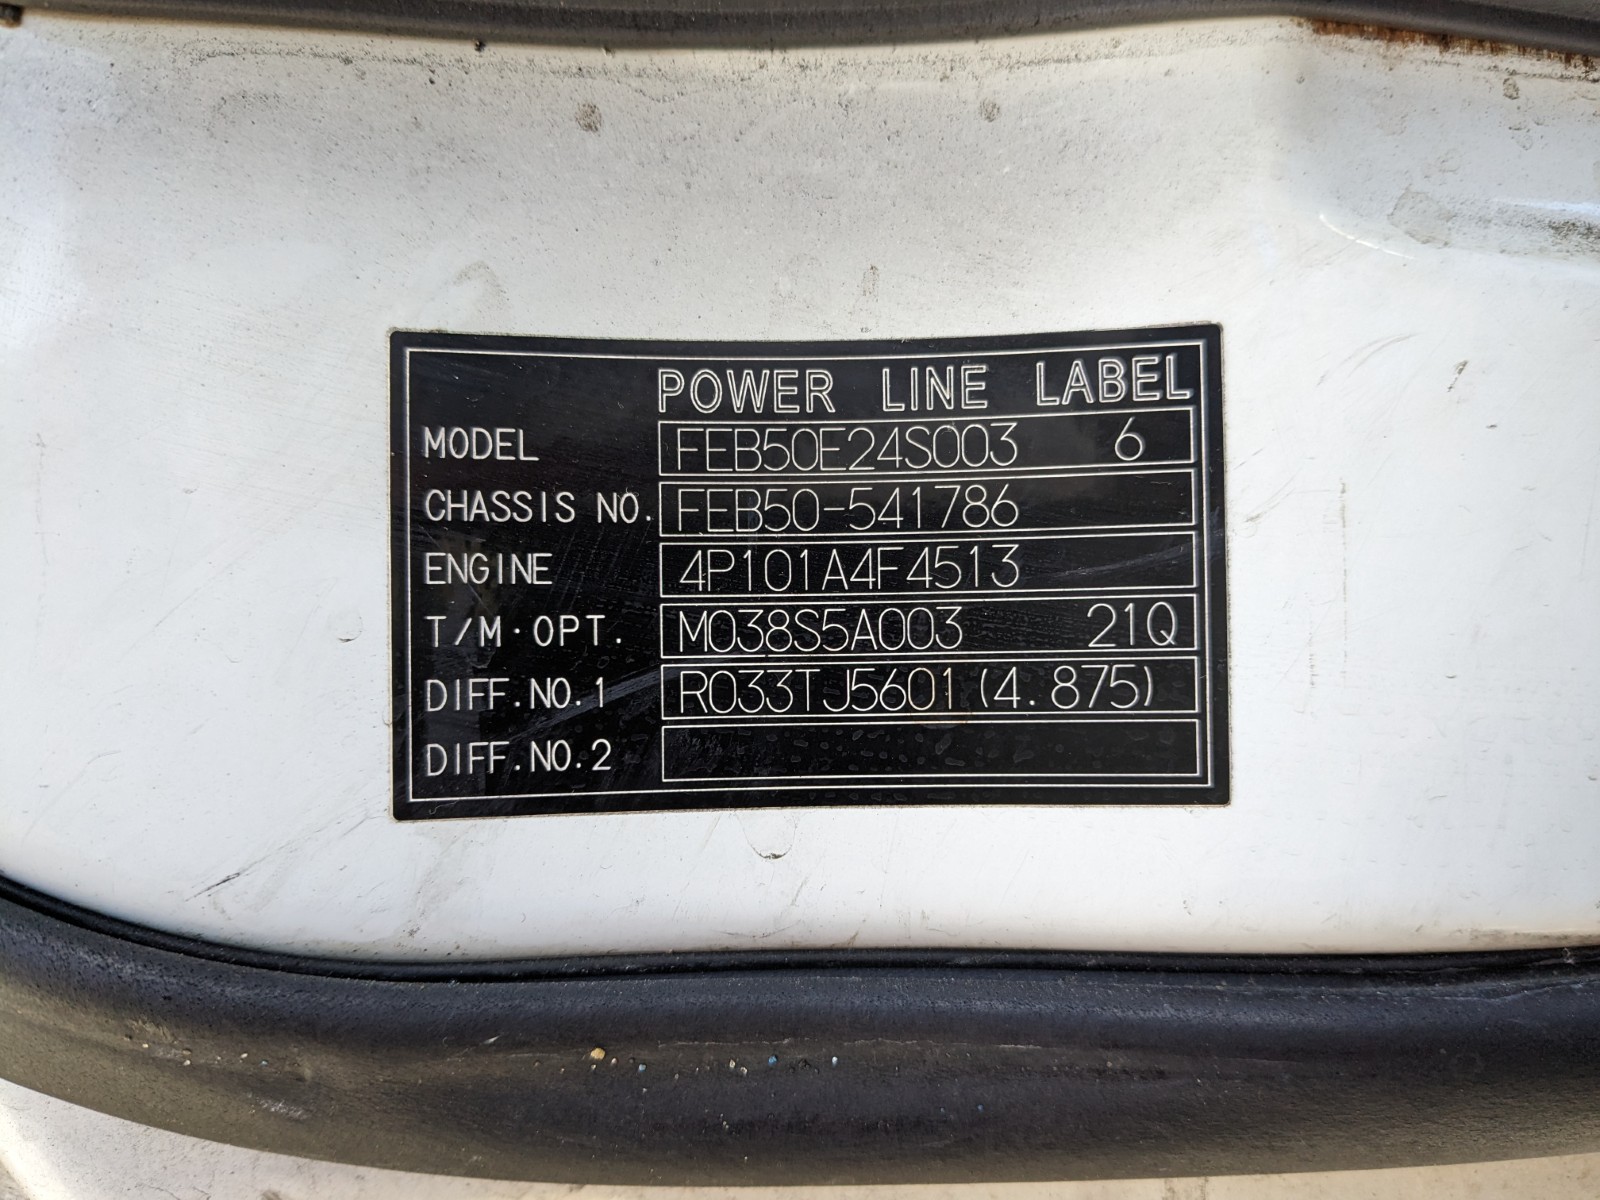 POWER LINE LABEL
MODEL FEB50E24S003 6
CHASSIS NO. FEB50-541786
ENGINE 4P101A4F4513
T/M·OPT. M038S5A003 21Q
DIFF.NO.1 R033TJ5601(4.875)
DIFF.NO.2